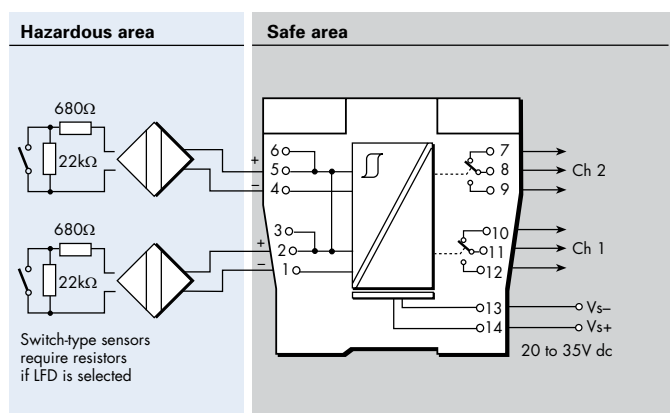 Hazardous area
Safe area
680Ω
22kΩ
+
–
6
5
4
7
8
9
Ch 2
680Ω
22kΩ
+
–
3
2
1
10
11
12
Ch 1
13
14
Vs–
Vs+
20 to 35V dc
Switch-type sensors
require resistors
if LFD is selected